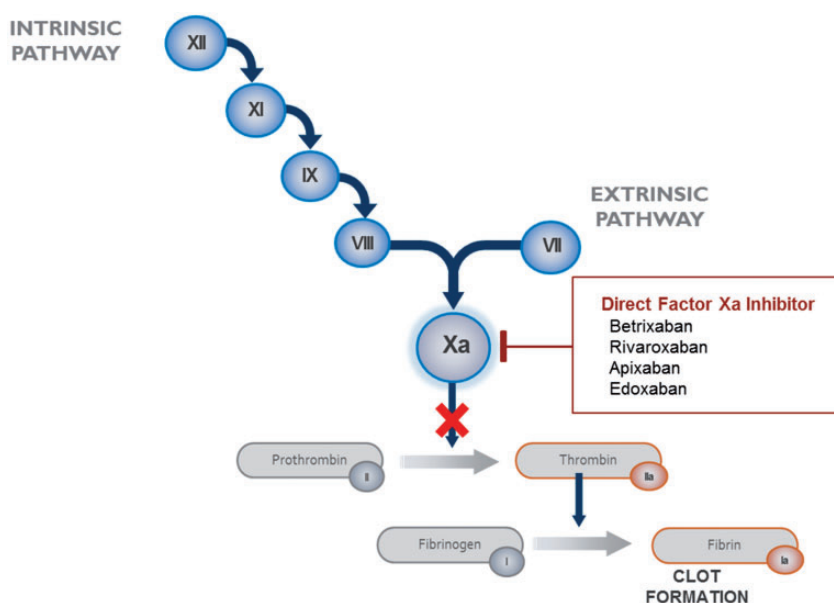 INTRINSIC
PATHWAY
XII
XI
IX
VIII
EXTRINSIC
PATHWAY
VII
Xa
Direct Factor Xa Inhibitor
Betrixaban
Rivaroxaban
Apixaban
Edoxaban
Prothrombin
II
Thrombin
IIa
Fibrinogen
I
Fibrin
Ia
CLOT
FORMATION